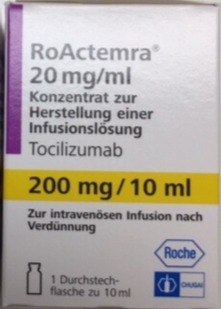 RoActemra®
20 mg/ml
Konzentrat zur
Herstellung einer
Infusionslösung
Tocilizumab
200 mg/10 ml
Zur intravenösen Infusion nach
Verdünnung
Roche
CHUGAI
1 Durchstech-
flasche zu 10 ml